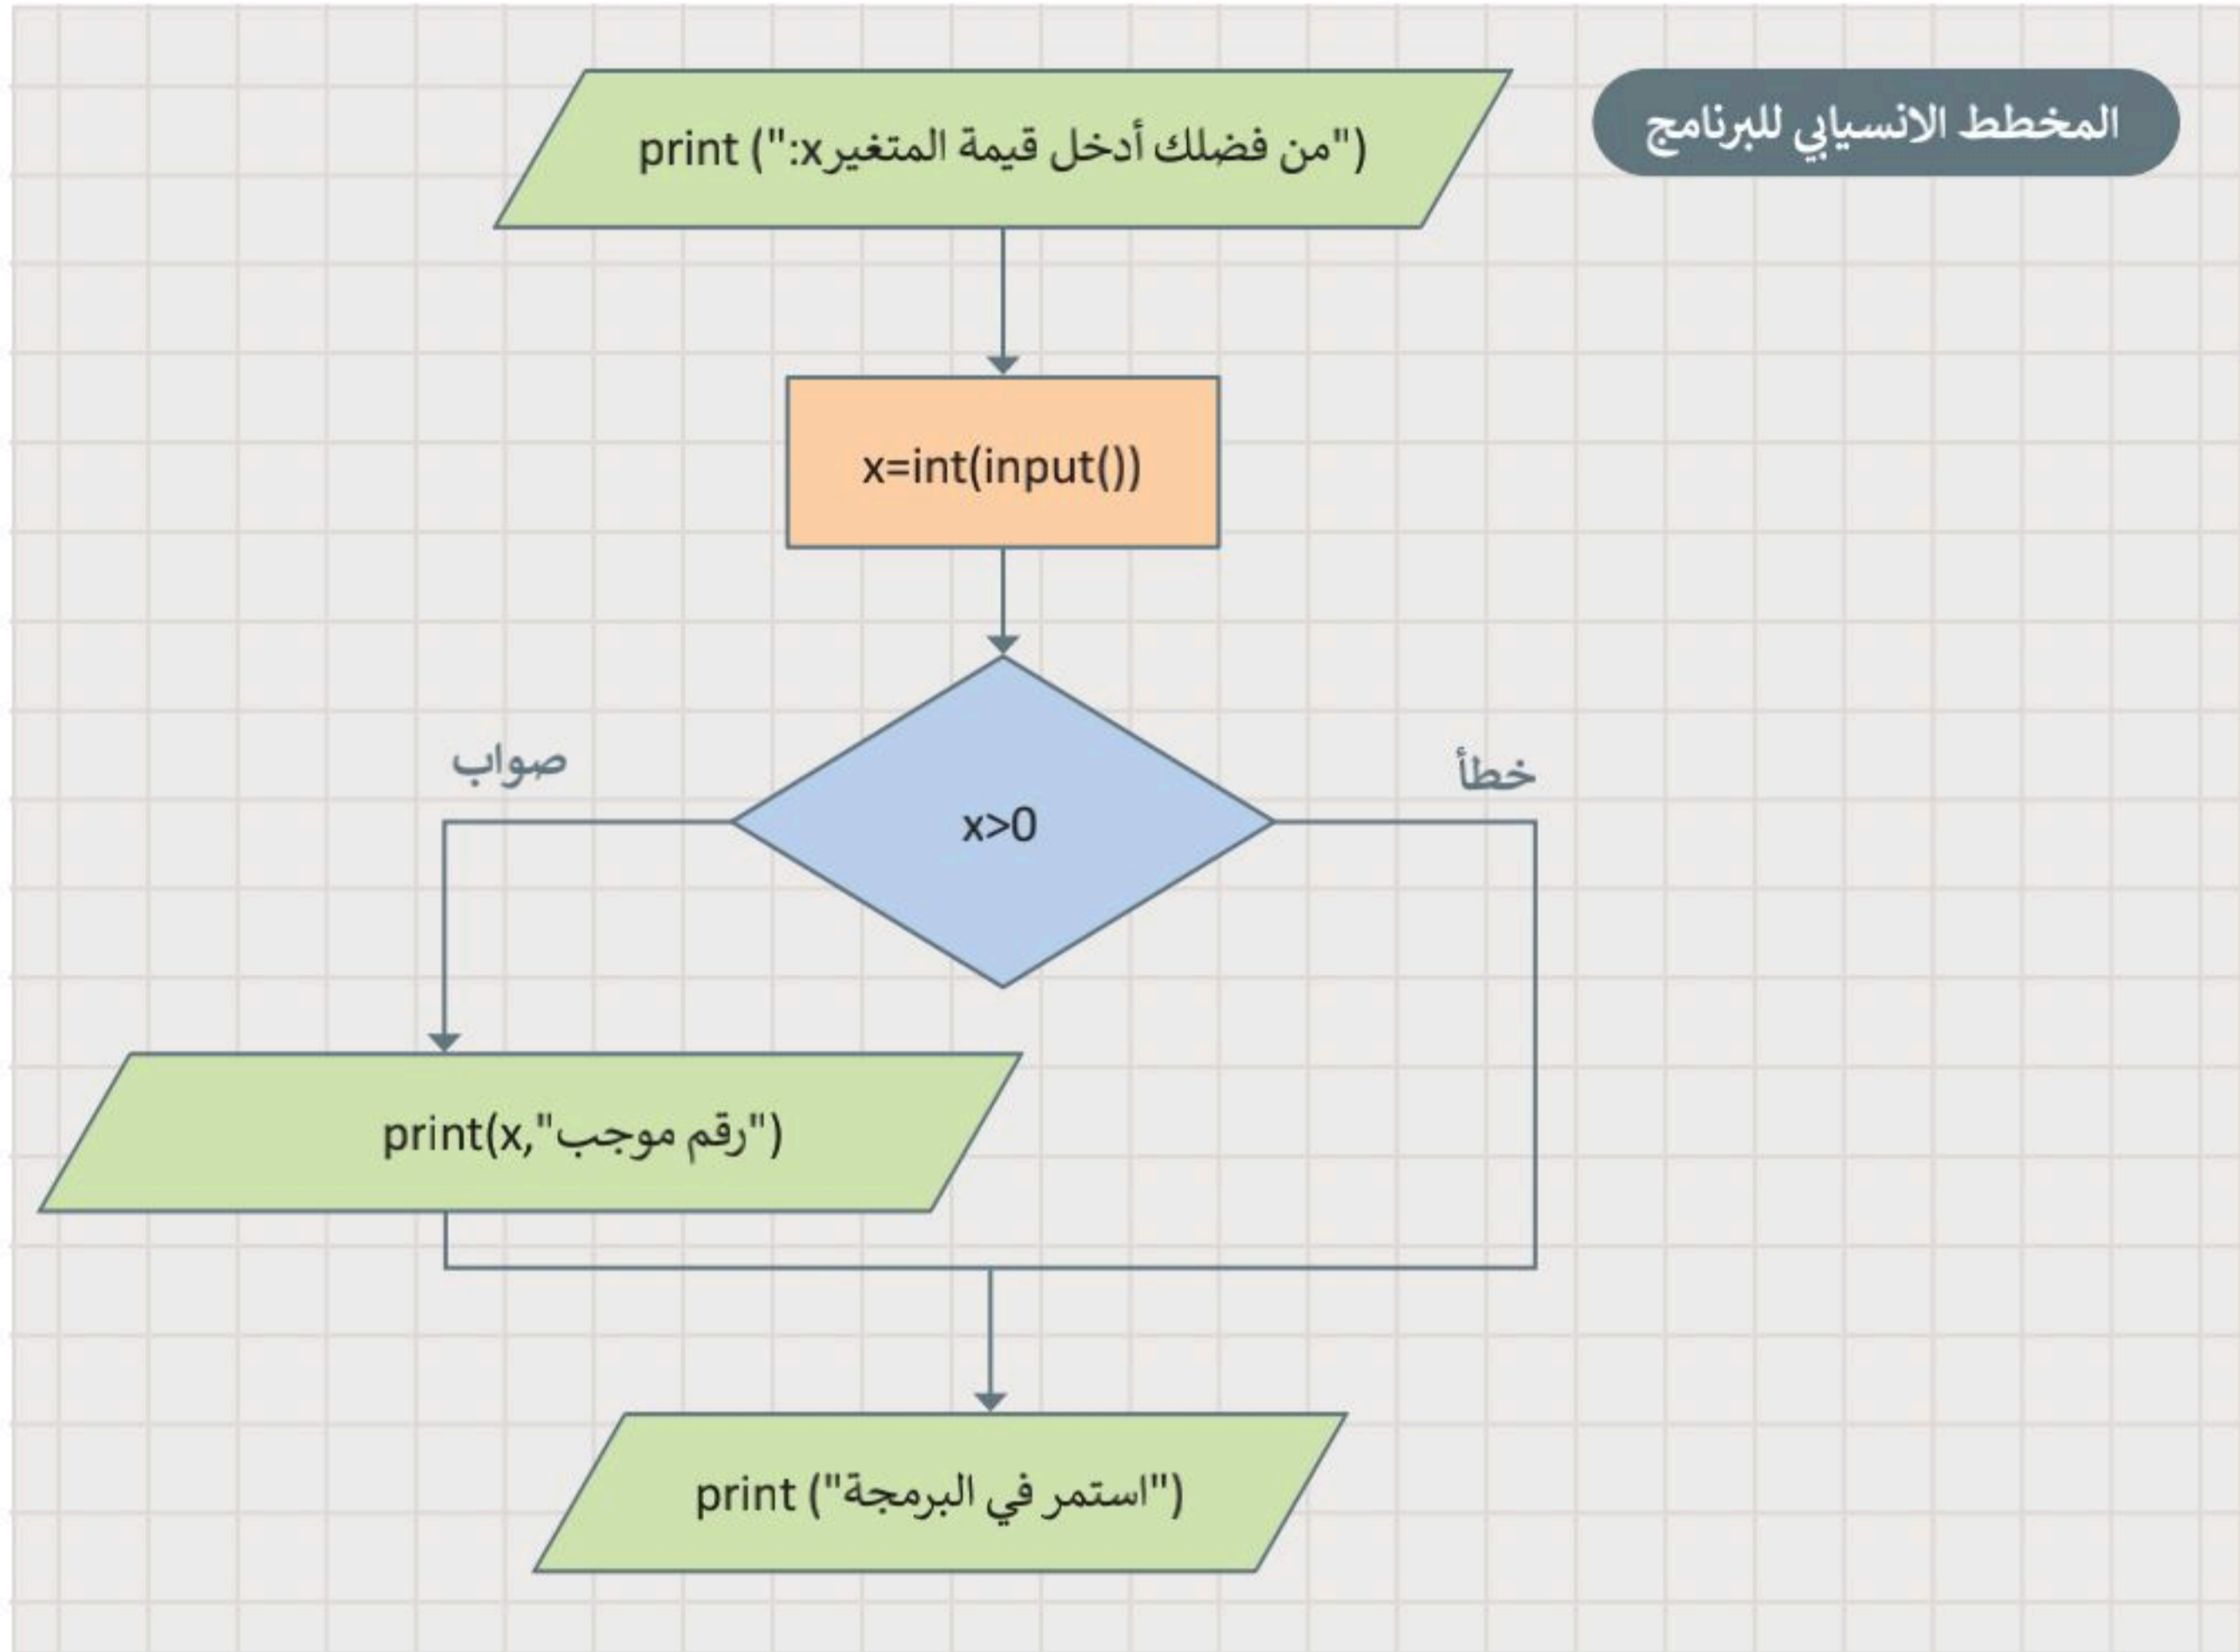 المخطط الانسيابي للبرنامج
print ("من فضلك أدخل قيمة المتغيرx:")
x=int(input())
x>0
صواب
خطأ
print(x,"رقم موجب")
print ("استمر في البرمجة")